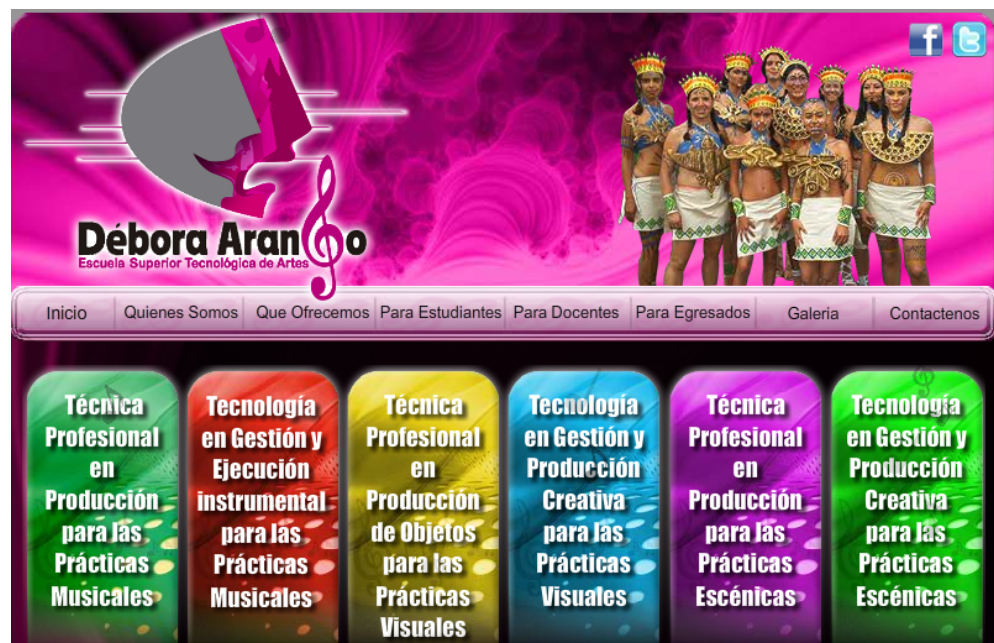 Débora Arango
Escuela Superior Tecnológica de Artes
f
t
Inicio
Quienes Somos
Que Ofrecemos
Para Estudiantes
Para Docentes
Para Egresados
Galeria
Contactenos
Técnica
Profesional
en
Producción
para las
Prácticas
Musicales
Tecnología
en Gestión y
Ejecución
instrumental
para las
Prácticas
Musicales
Técnica
Profesional
en
Producción
de Objetos
para las
Prácticas
Visuales
Tecnología
en Gestión y
Producción
Creativa
para las
Prácticas
Visuales
Técnica
Profesional
en
Producción
para las
Prácticas
Escénicas
Tecnología
en Gestión y
Producción
Creativa
para las
Prácticas
Escénicas